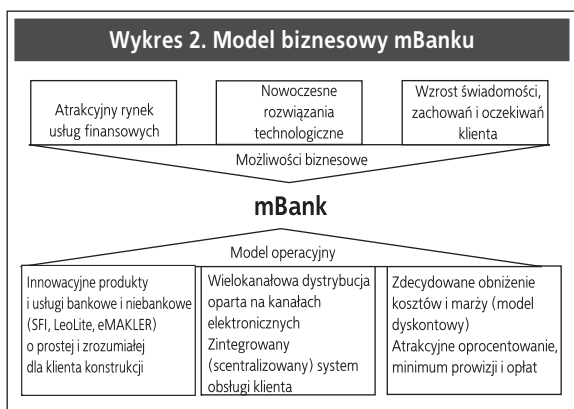 Wykres 2. Model biznesowy mBanku
Atrakcyjny rynek
usług finansowych
Nowoczesne
rozwiązania
technologiczne
Wzrost świadomości,
zachowań i oczekiwań
klienta
Możliwości biznesowe
mBank
Model operacyjny
Innowacyjne produkty
i usługi bankowe i niebankowe
(SFI, LeoLite, eMAKLER)
o prostej i zrozumiałej
dla klienta konstrukcji
Wielokanałowa dystrybucja
oparta na kanałach
elektronicznych
Zintegrowany
(scentralizowany) system
obsługi klienta
Zdecydowane obniżenie
kosztów i marży (model
dyskontowy)
Atrakcyjne oprocentowanie,
minimum prowizji i opłat